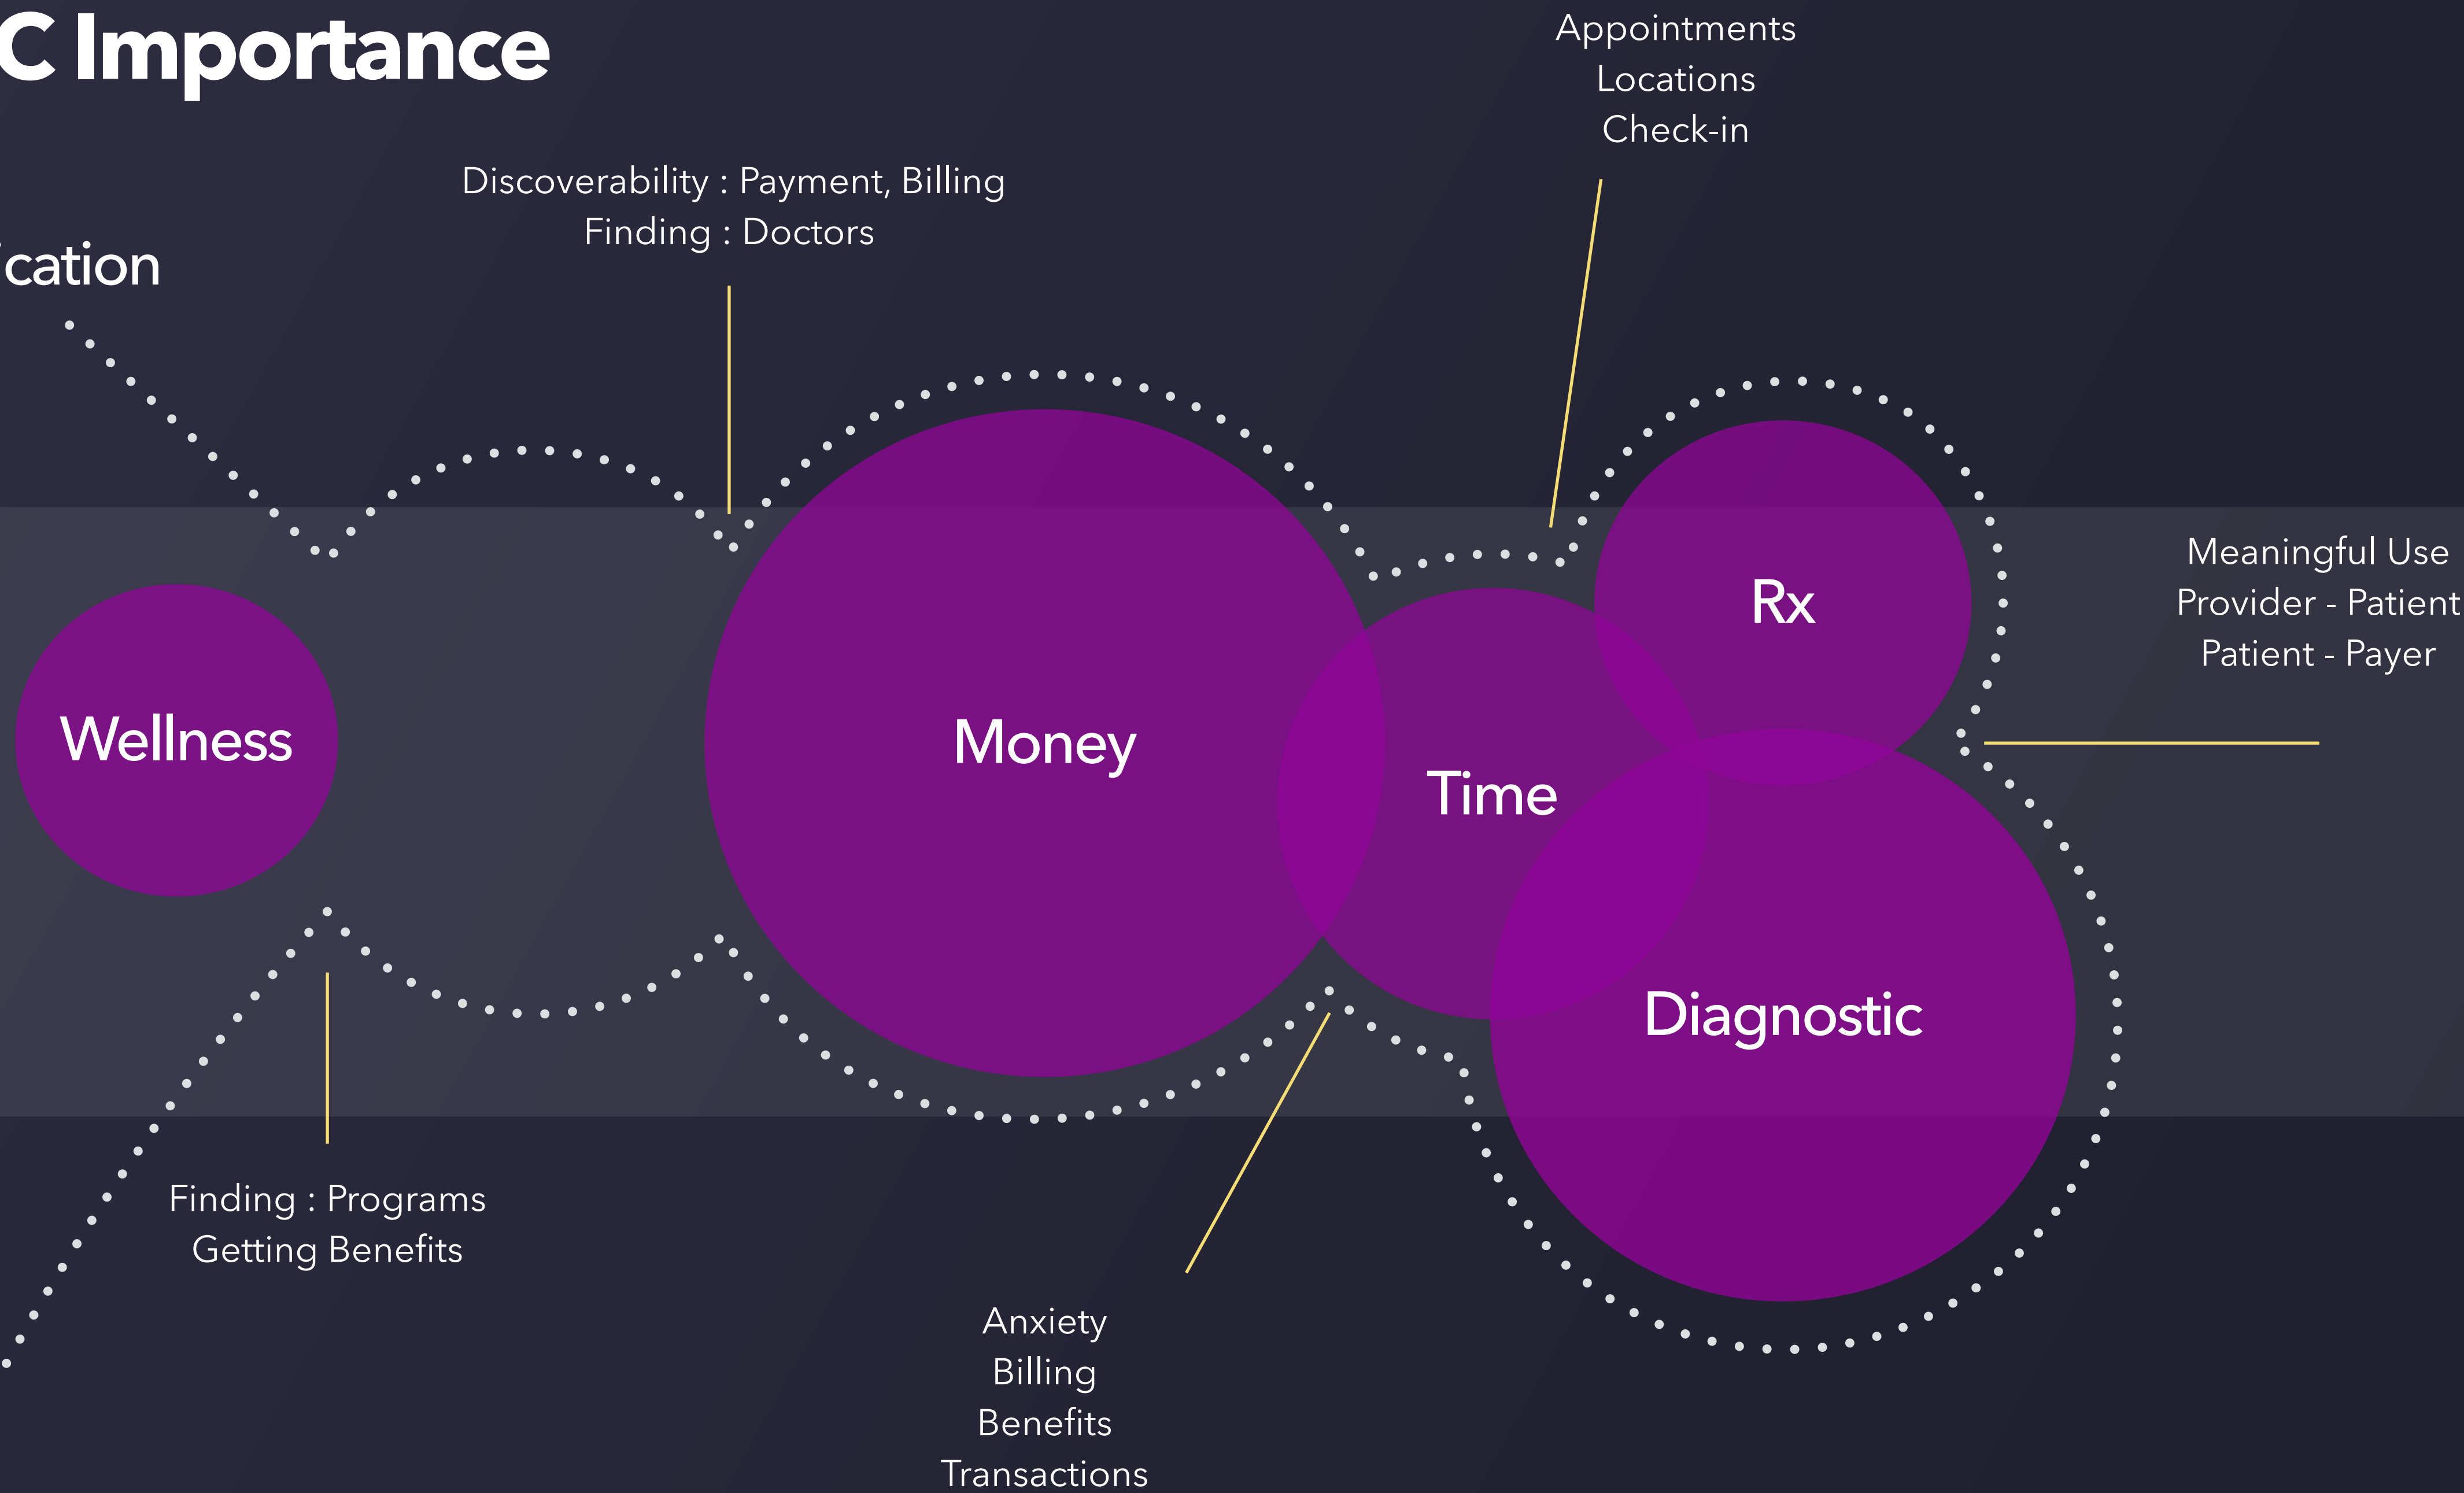 C Importance
Appointments
Locations
Check-in
Discoverability : Payment, Billing
Finding : Doctors
cation
Meaningful Use
Provider - Patient
Patient - Payer
Rx
Wellness
Money
Time
Diagnostic
Finding : Programs
Getting Benefits
Anxiety
Billing
Benefits
Transactions